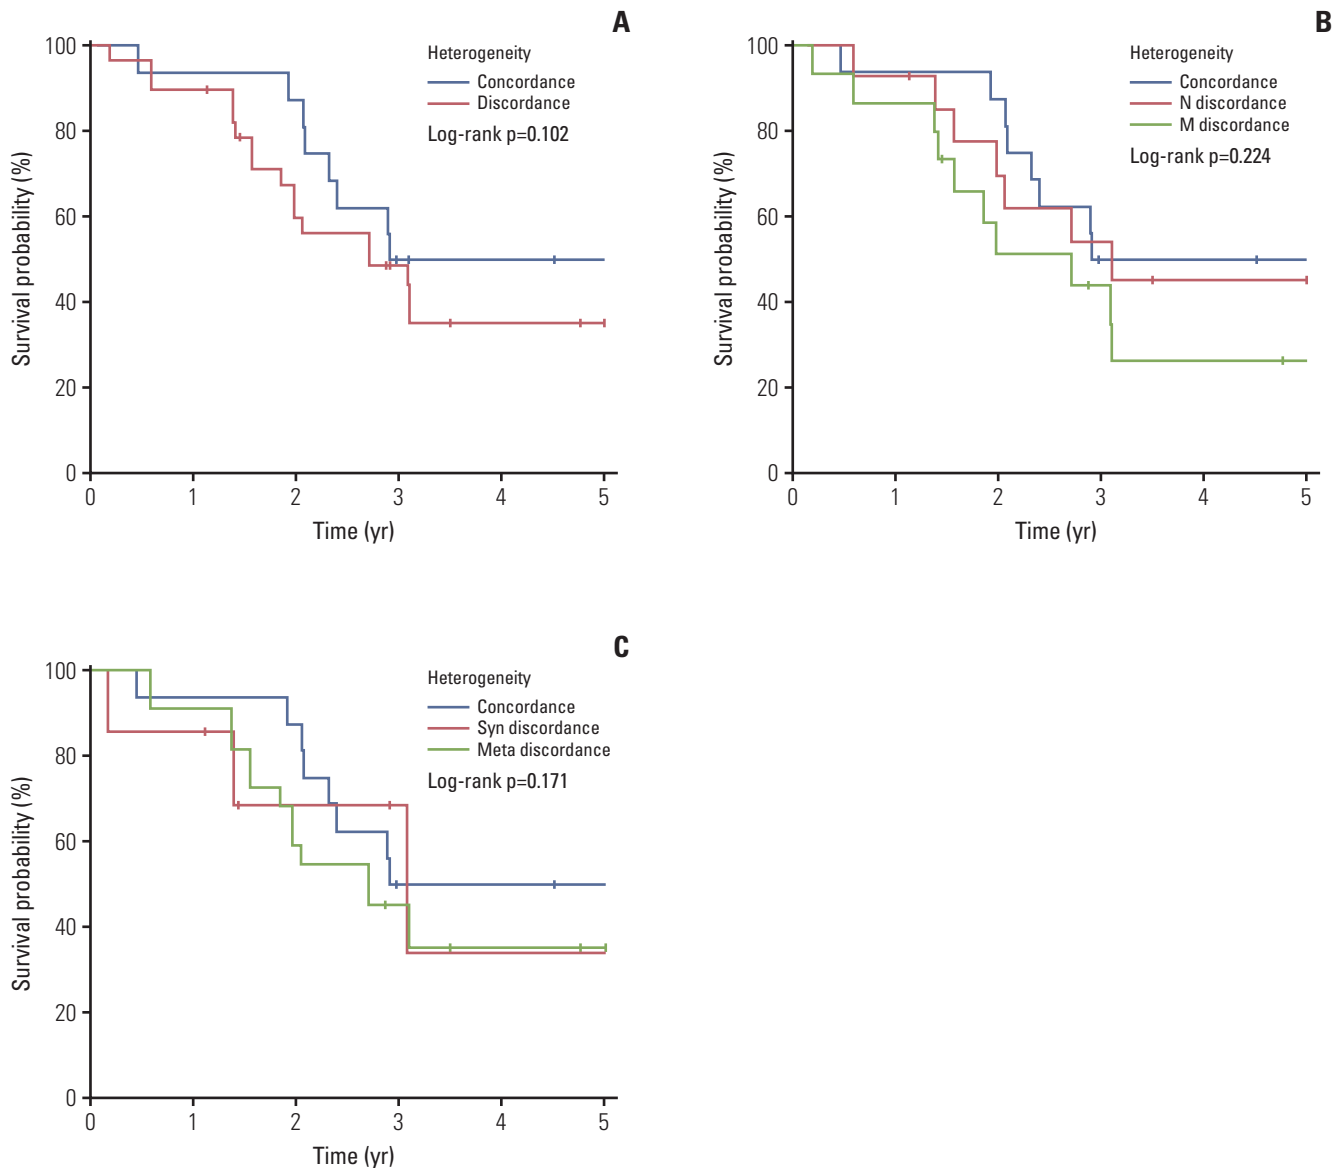 A
Heterogeneity
Concordance
Discordance
Log-rank p=0.102
Survival probability (%)
100
80
60
40
20
0
0 1 2 3 4 5
Time (yr)
B
Heterogeneity
Concordance
N discordance
M discordance
Log-rank p=0.224
Survival probability (%)
100
80
60
40
20
0
0 1 2 3 4 5
Time (yr)
C
Heterogeneity
Concordance
Syn discordance
Meta discordance
Log-rank p=0.171
Survival probability (%)
100
80
60
40
20
0
0 1 2 3 4 5
Time (yr)